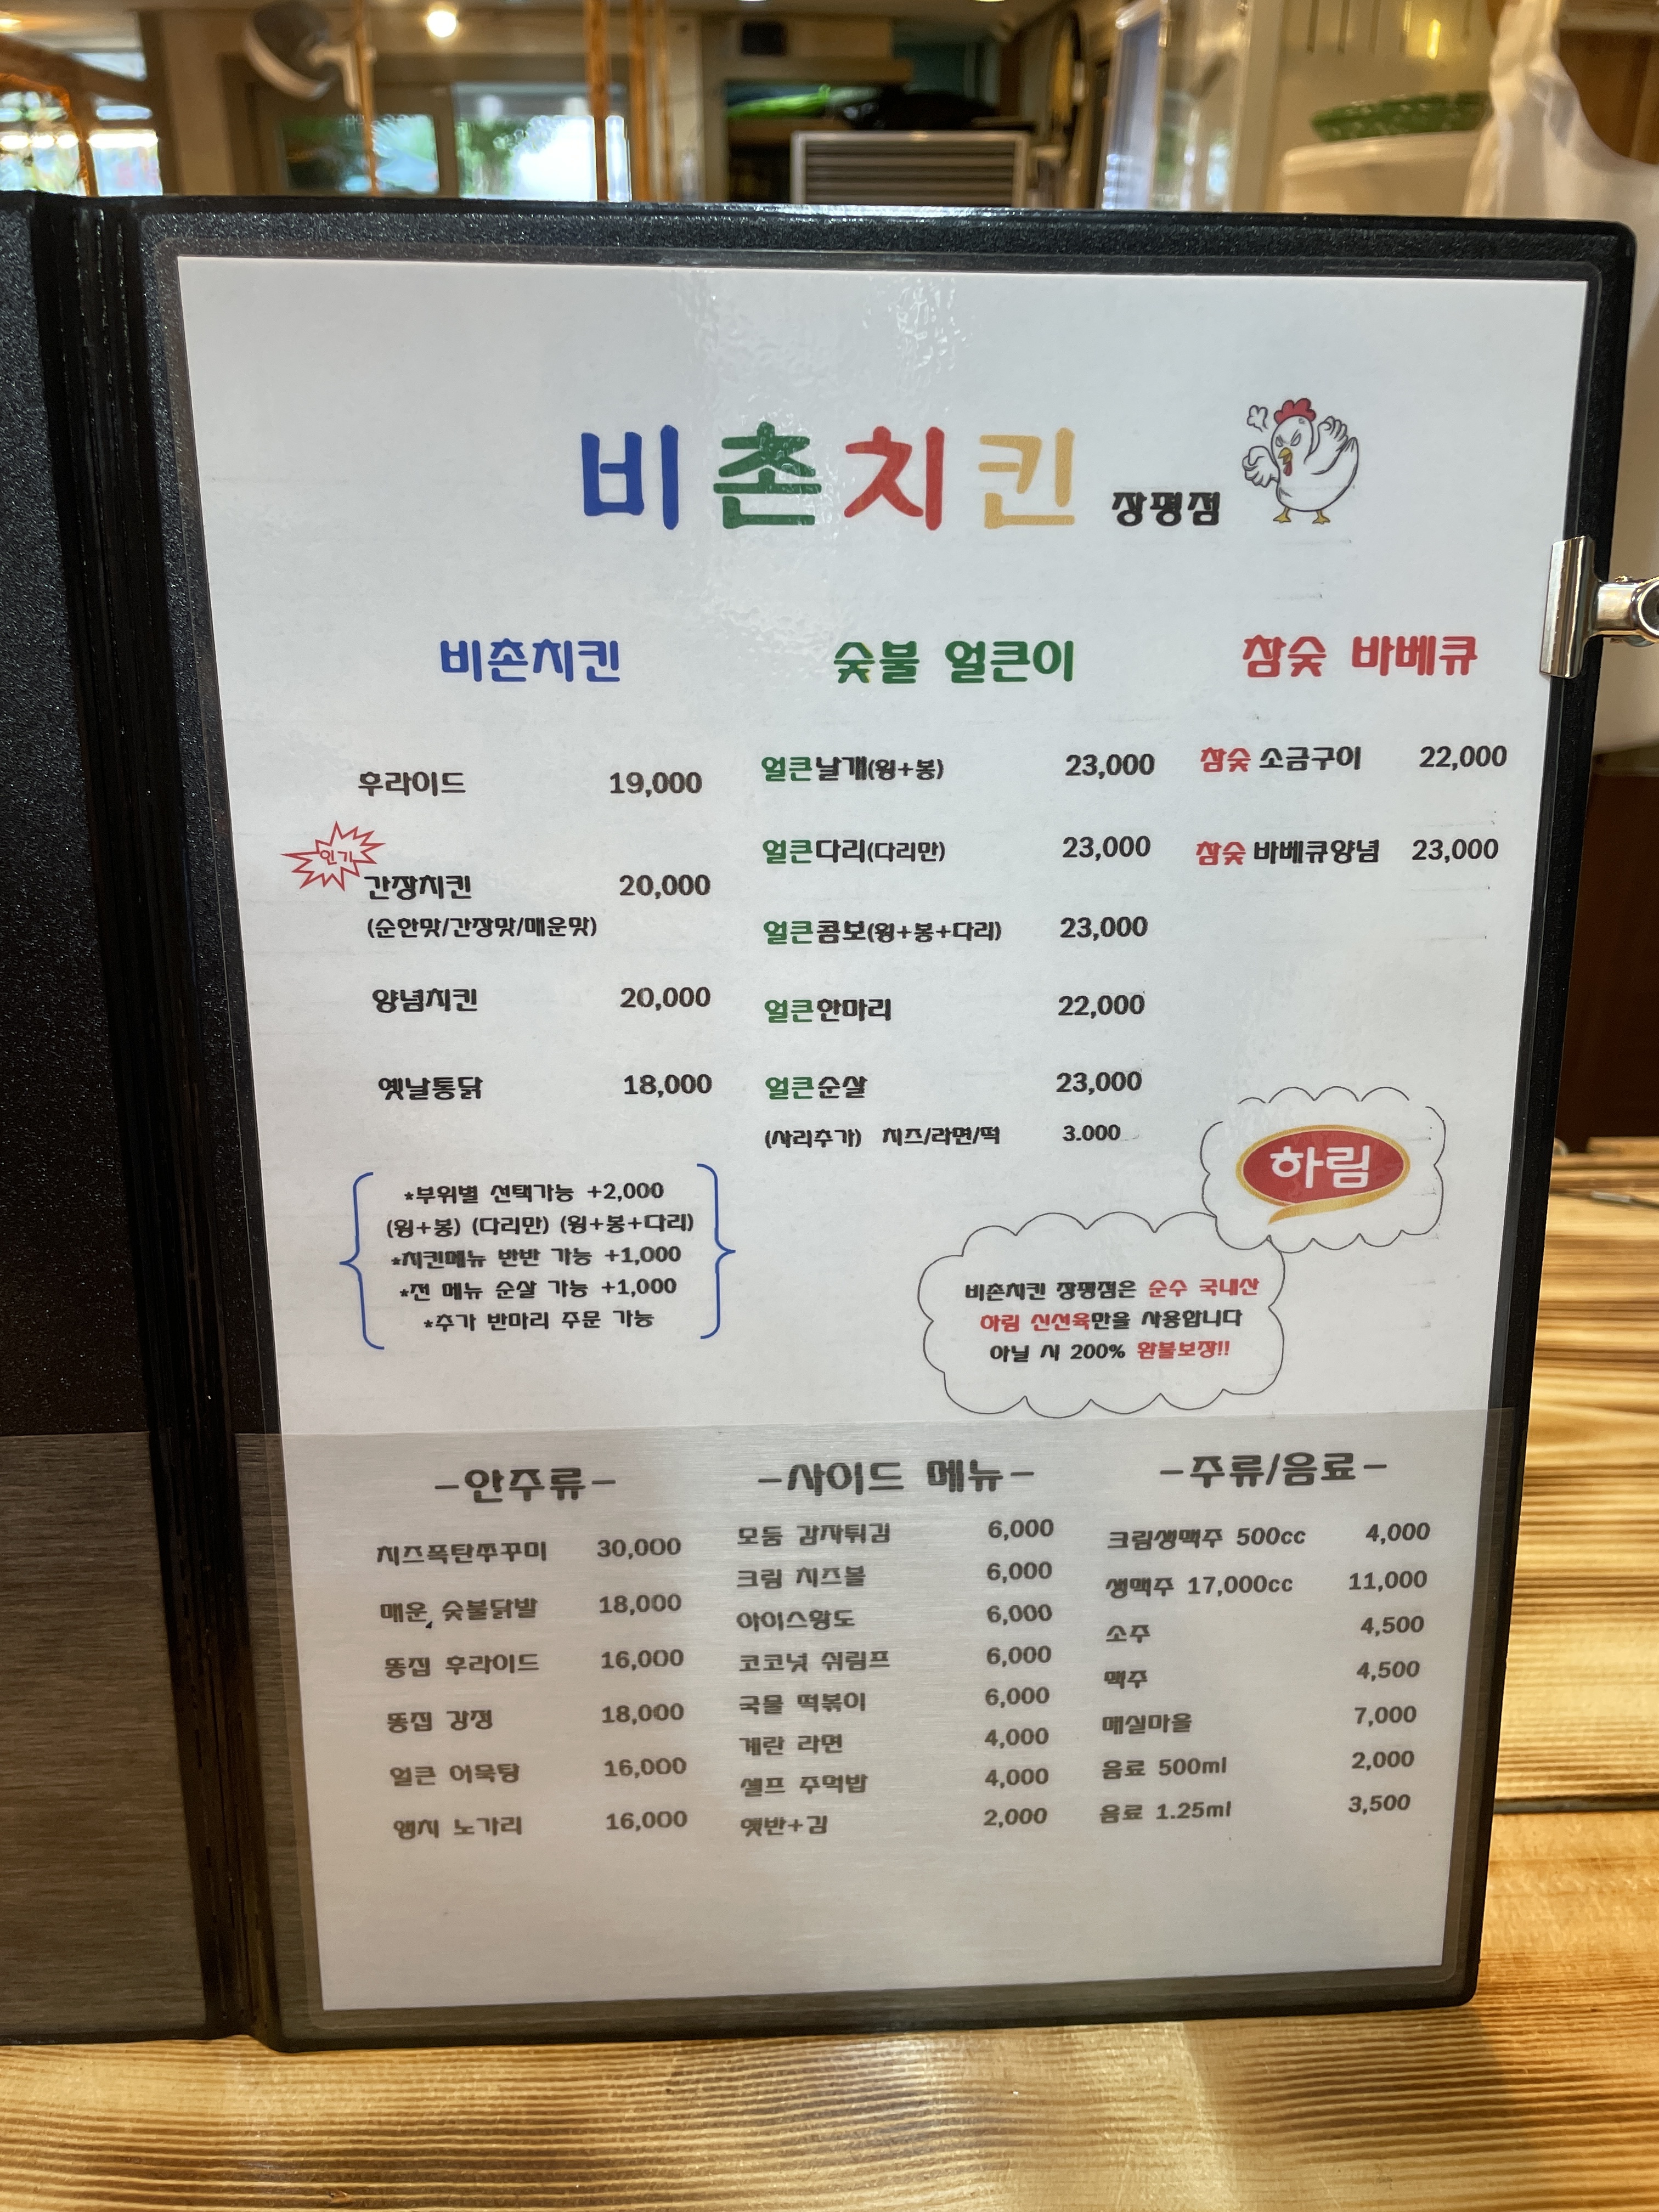 비촌치킨 장평점
비촌치킨
후라이드 19,000
인기
간장치킨 20,000
(순한맛/간장맛/매운맛)
양념치킨 20,000
옛날통닭 18,000
*부위별 선택가능 +2,000
(윙+봉) (다리만) (윙+봉+다리)
*치킨메뉴 반반 가능 +1,000
*전 메뉴 순살 가능 +1,000
*추가 반마리 주문 가능
숯불 얼큰이
얼큰날개(윙+봉) 23,000
얼큰다리(다리만) 23,000
얼큰콤보(윙+봉+다리) 23,000
얼큰한마리 22,000
얼큰순살 23,000
(사리추가) 치즈/라면/떡 3.000
참숯 바베큐
참숯 소금구이 22,000
참숯 바베큐양념 23,000
하림
비촌치킨 장평점은 순수 국내산
하림 신선육만을 사용합니다
아닐 시 200% 환불보장!!
-안주류-
치즈폭탄쭈꾸미 30,000
매운 숯불닭발 18,000
똥집 후라이드 16,000
똥집 강정 18,000
얼큰 어묵탕 16,000
앵치 노가리 16,000
-사이드 메뉴-
모둠 감자튀김 6,000
크림 치즈볼 6,000
아이스황도 6,000
코코넛 쉬림프 6,000
국물 떡볶이 6,000
계란 라면 4,000
셀프 주먹밥 4,000
햇반+김 2,000
-주류/음료-
크림생맥주 500cc 4,000
생맥주 17,000cc 11,000
소주 4,500
맥주 4,500
매실마을 7,000
음료 500ml 2,000
음료 1.25ml 3,500